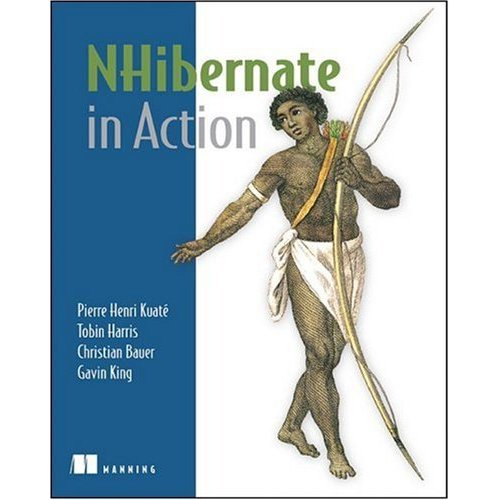 NHibernate
in Action
Pierre Henri Kuaté
Tobin Harris
Christian Bauer
Gavin King
MANNING